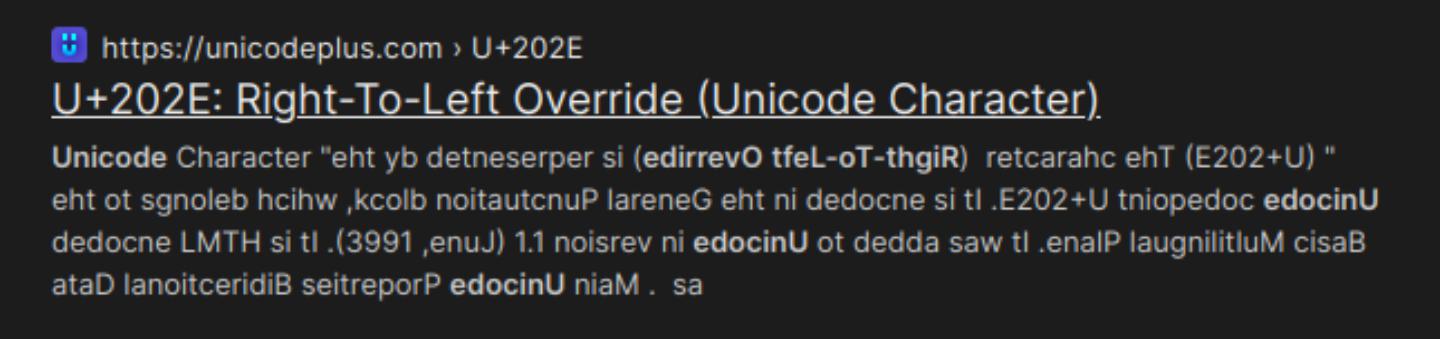 https://unicodeplus.com › U+202E
U+202E: Right-To-Left Override (Unicode Character)
Unicode Character "eht yb detneserper si (edirrevO tfeL-oT-thgiR)  retcarahc ehT (E202+U) "
eht ot sgnoleb hcihw ,kcolb noitautcnuP lareneG eht ni dedocne si tI .E202+U tniopedoc edocinU
dedocne LMTH si tI .(3991 ,enuJ) 1.1 noisrev ni edocinU ot dedda saw tI .enalP laugnilitluM cisaB
ataD lanoitceridiB seitreporP edocinU niaM .  sa